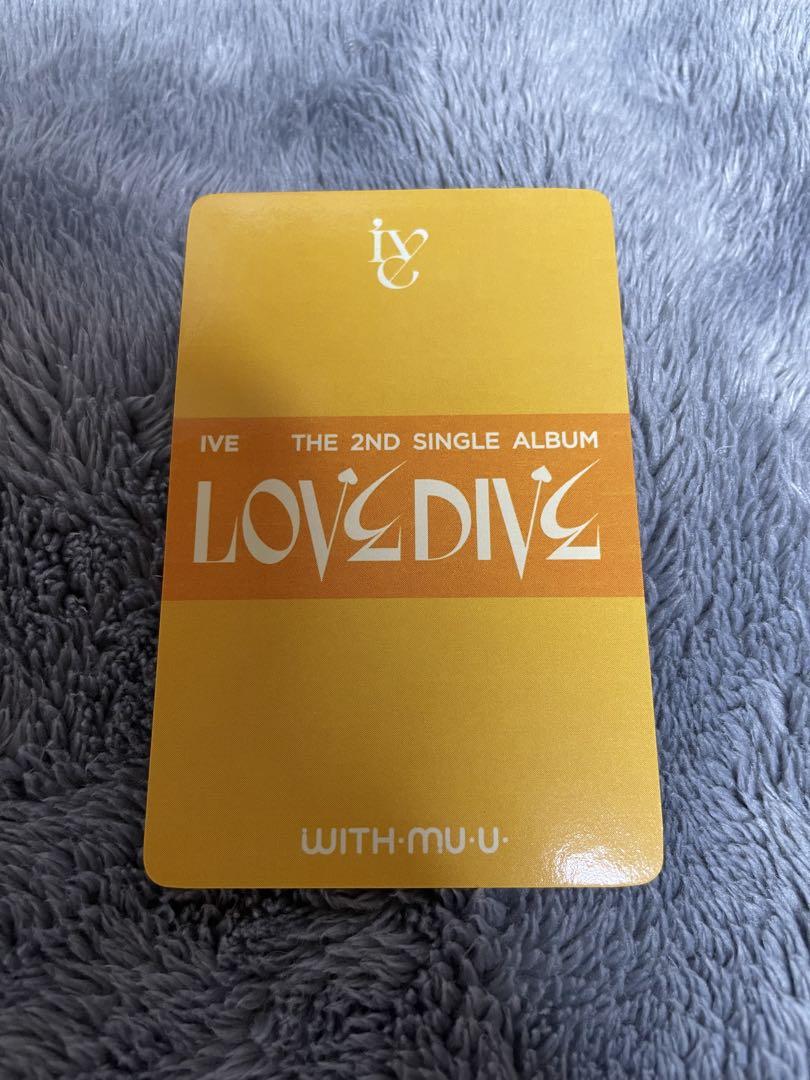 ive
IVE THE 2ND SINGLE ALBUM
LOVE DIVE
WITH·MU·U·